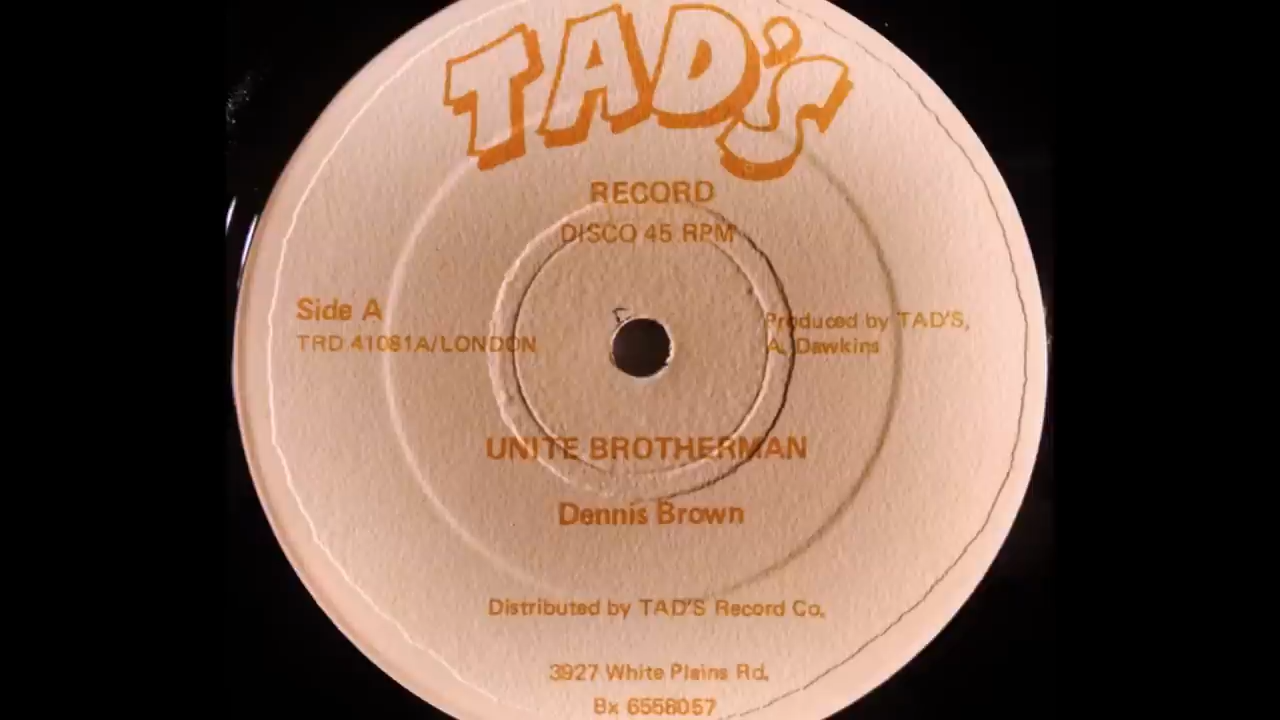 TAD's
RECORD
DISCO 45 RPM
Side A
TRD 41081A/LONDON
Produced by TAD'S,
A. Dawkins
UNITE BROTHERMAN
Dennis Brown
Distributed by TAD'S Record Co.
3927 White Plains Rd.
Bx 6558057